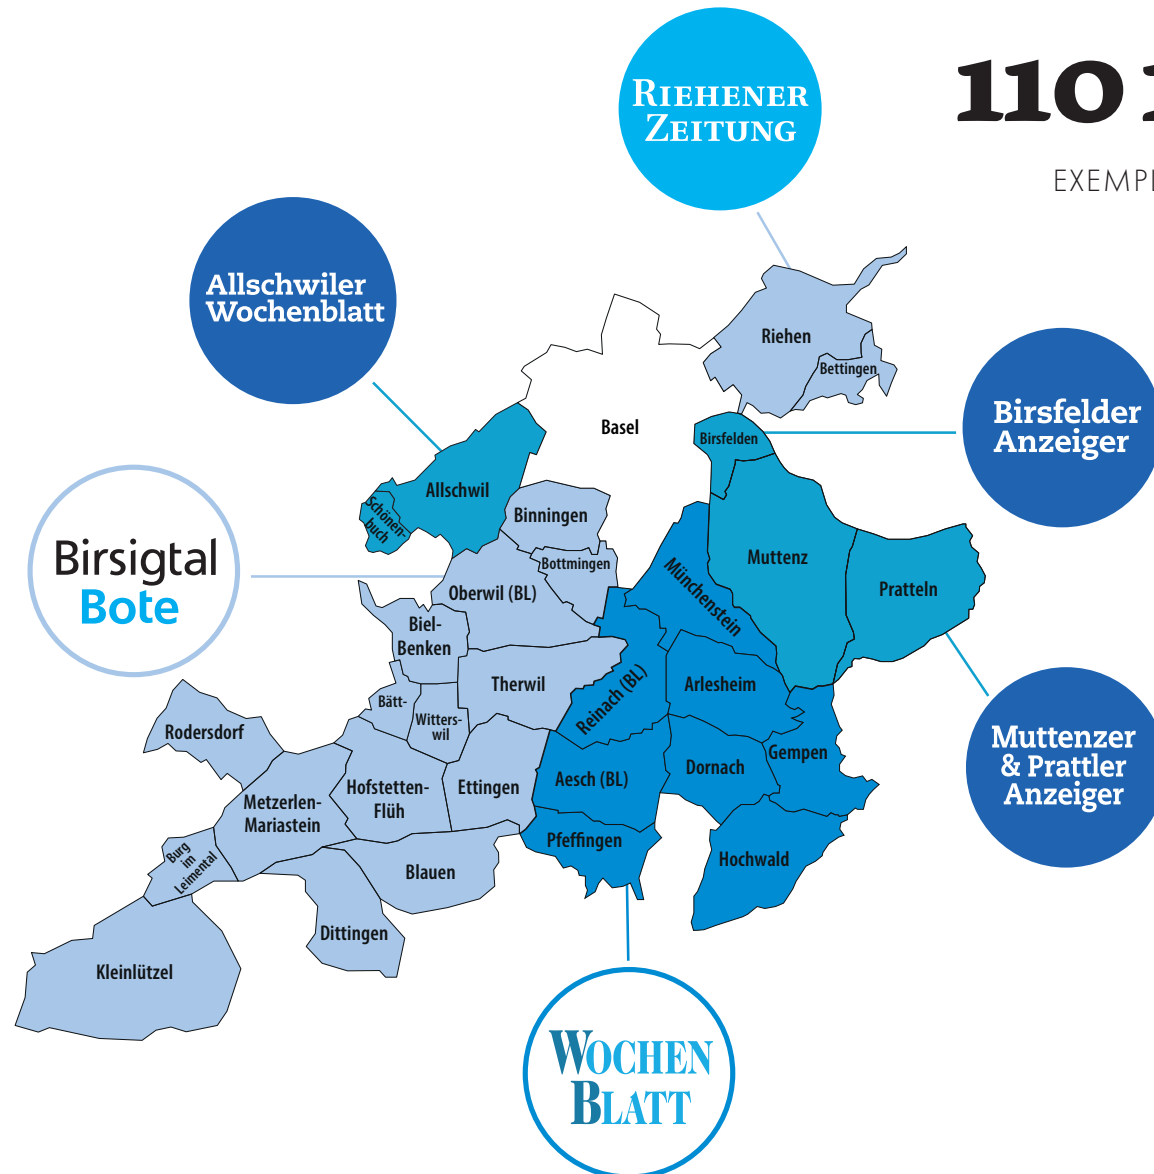 RIEHENER
ZEITUNG
110 1
EXEMPL
Allschwiler
Wochenblatt
Riehen
Bettingen
Birsfelder
Anzeiger
Basel
Birsfelden
Allschwil
Schönen-
buch
Binningen
Birsigtal
Bote
Bottmingen
Oberwil (BL)
Münchenstein
Muttenz
Pratteln
Biel-
Benken
Therwil
Reinach (BL)
Arlesheim
Bätt-
Witters-
wil
Rodersdorf
Muttenzer
& Prattler
Anzeiger
Gempen
Dornach
Aesch (BL)
Ettingen
Hofstetten-
Flüh
Metzerlen-
Mariastein
Pfeffingen
Hochwald
Burg
im
Leimental
Blauen
Dittingen
Kleinlützel
WOCHEN
BLATT